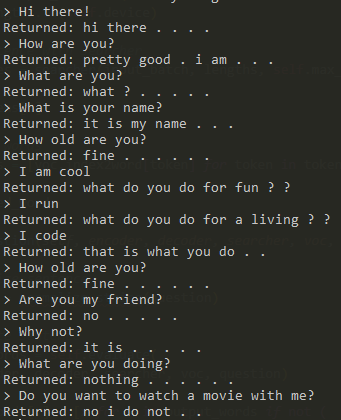 > Hi there!
Returned: hi there . . . .
> How are you?
Returned: pretty good . i am . . .
> What are you?
Returned: what ? . . . . .
> What is your name?
Returned: it is my name . . .
> How old are you?
Returned: fine . . . . . .
> I am cool
Returned: what do you do for fun ? ?
> I run
Returned: what do you do for a living ? ?
> I code
Returned: that is what you do . .
> How old are you?
Returned: fine . . . . . .
> Are you my friend?
Returned: no . . . . .
> Why not?
Returned: it is . . . . .
> What are you doing?
Returned: nothing . . . . . .
> Do you want to watch a movie with me?
Returned: no i do not . .